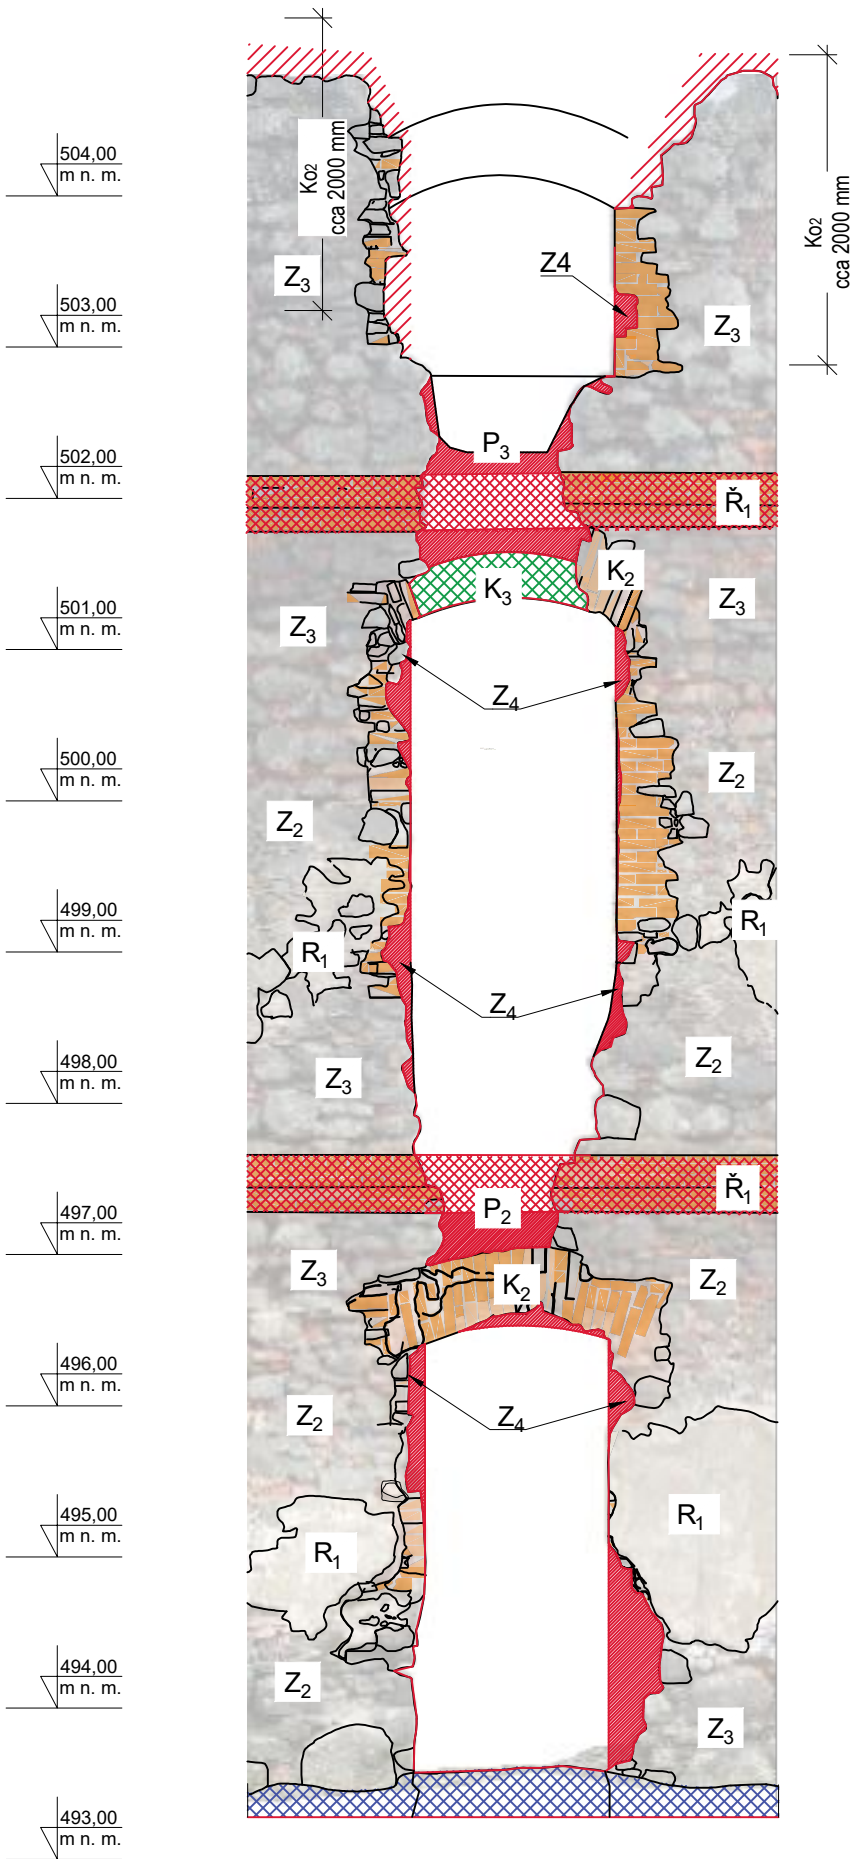 504,00
m n. m.
Ko2
cca 2000 mm
Ko2
cca 2000 mm
Z4
Z3
503,00
m n. m.
Z3
P3
502,00
m n. m.
Ř1
K2
K3
Z3
501,00
m n. m.
Z3
Z4
500,00
m n. m.
Z2
Z2
499,00
m n. m.
R1
R1
Z4
498,00
m n. m.
Z3
Z2
Ř1
497,00
m n. m.
P2
Z3
Z2
K2
496,00
m n. m.
Z2
Z4
495,00
m n. m.
R1
R1
494,00
m n. m.
Z2
Z3
493,00
m n. m.